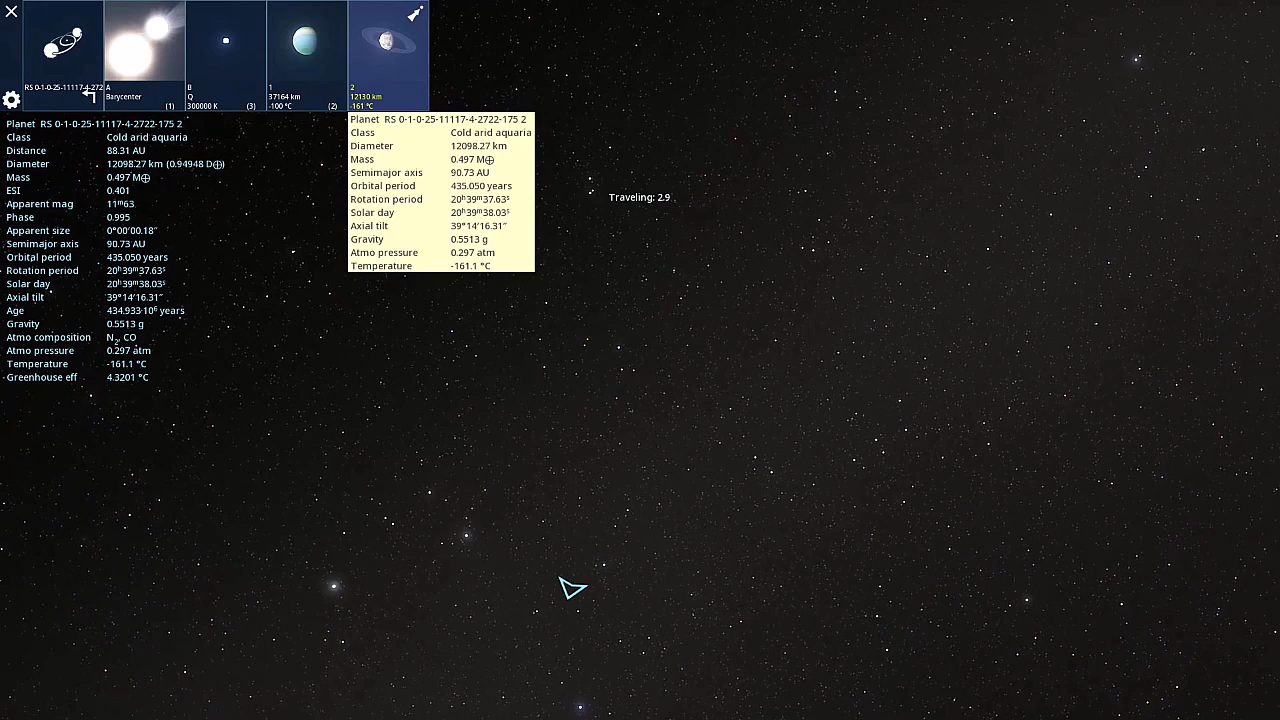 RS 0-1-0-25-11117-4-272
A
Barycenter
(1)
B
Q
300000 K (3)
1
37164 km
-100 °C (2)
2
12130 km
-161 °C
Planet RS 0-1-0-25-11117-4-2722-175 2
Class Cold arid aquaria
Distance 88.31 AU
Diameter 12098.27 km (0.94948 D⊕)
Mass 0.497 M⊕
ESI 0.401
Apparent mag 11ᵐ63
Phase 0.995
Apparent size 0°00′00.18″
Semimajor axis 90.73 AU
Orbital period 435.050 years
Rotation period 20ʰ39ᵐ37.63ˢ
Solar day 20ʰ39ᵐ38.03ˢ
Axial tilt 39°14′16.31″
Age 434.933·10⁶ years
Gravity 0.5513 g
Atmo composition N₂, CO
Atmo pressure 0.297 atm
Temperature -161.1 °C
Greenhouse eff 4.3201 °C
Planet RS 0-1-0-25-11117-4-2722-175 2
Class Cold arid aquaria
Diameter 12098.27 km
Mass 0.497 M⊕
Semimajor axis 90.73 AU
Orbital period 435.050 years
Rotation period 20ʰ39ᵐ37.63ˢ
Solar day 20ʰ39ᵐ38.03ˢ
Axial tilt 39°14′16.31″
Gravity 0.5513 g
Atmo pressure 0.297 atm
Temperature -161.1 °C
Traveling: 2.9